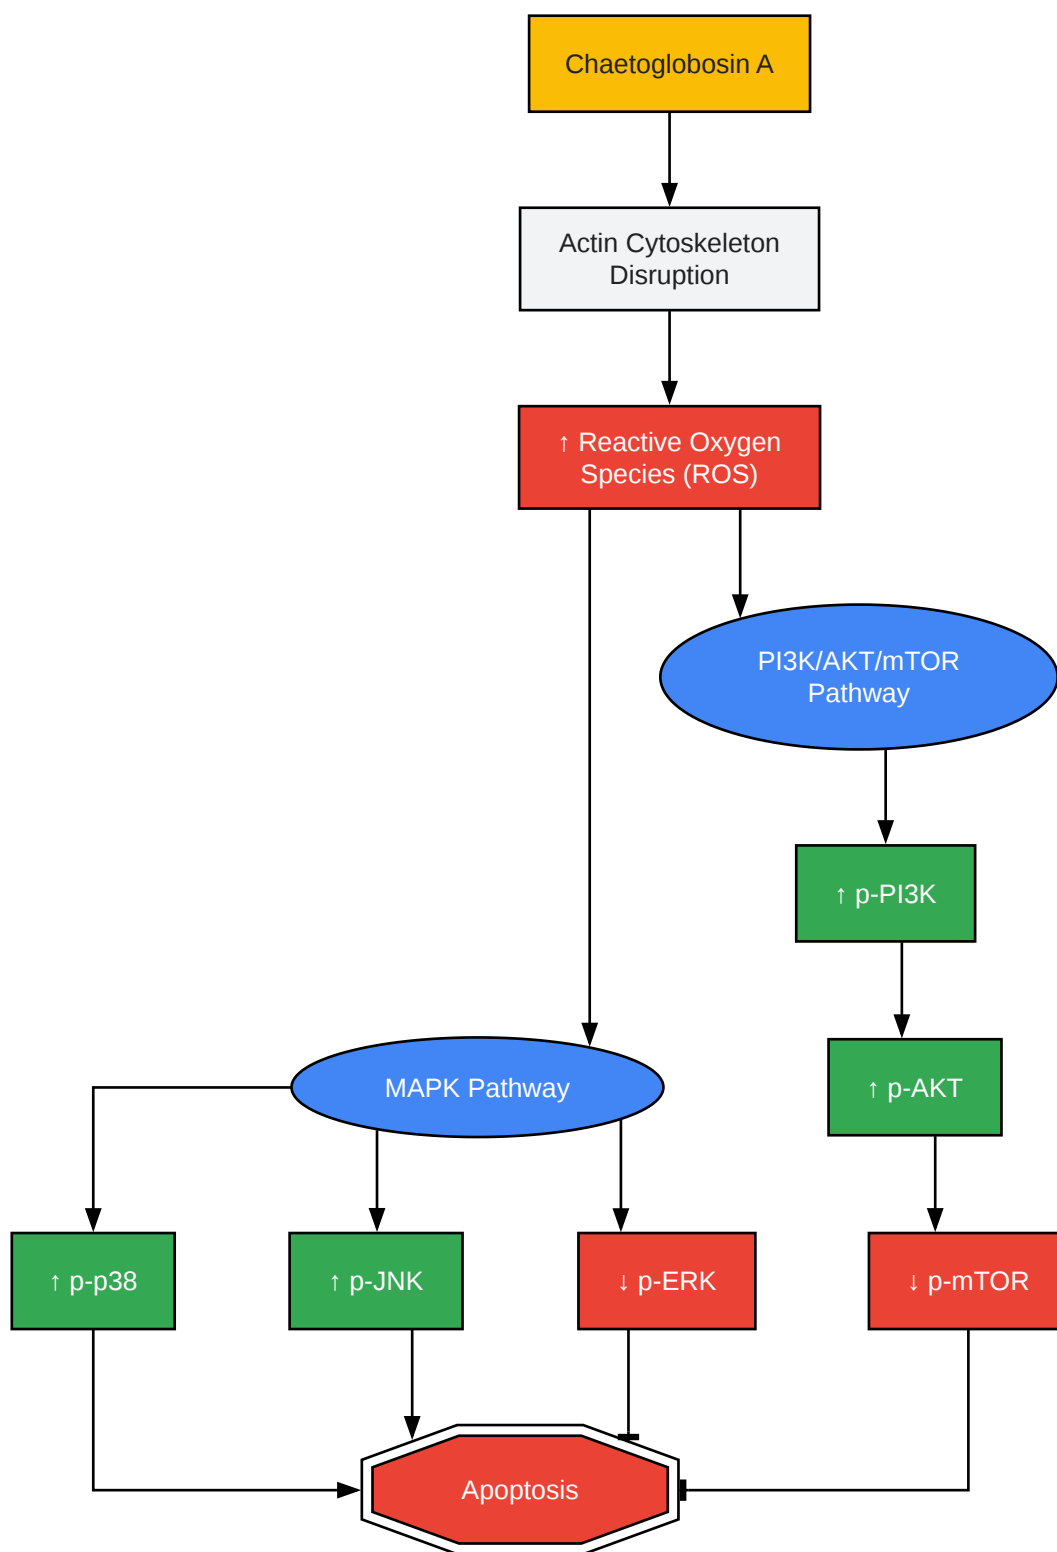 Chaetoglobosin A
Actin Cytoskeleton
Disruption
↑ Reactive Oxygen
Species (ROS)
PI3K/AKT/mTOR
Pathway
↑ p-PI3K
MAPK Pathway
↑ p-AKT
↑ p-p38
↑ p-JNK
↓ p-ERK
↓ p-mTOR
Apoptosis